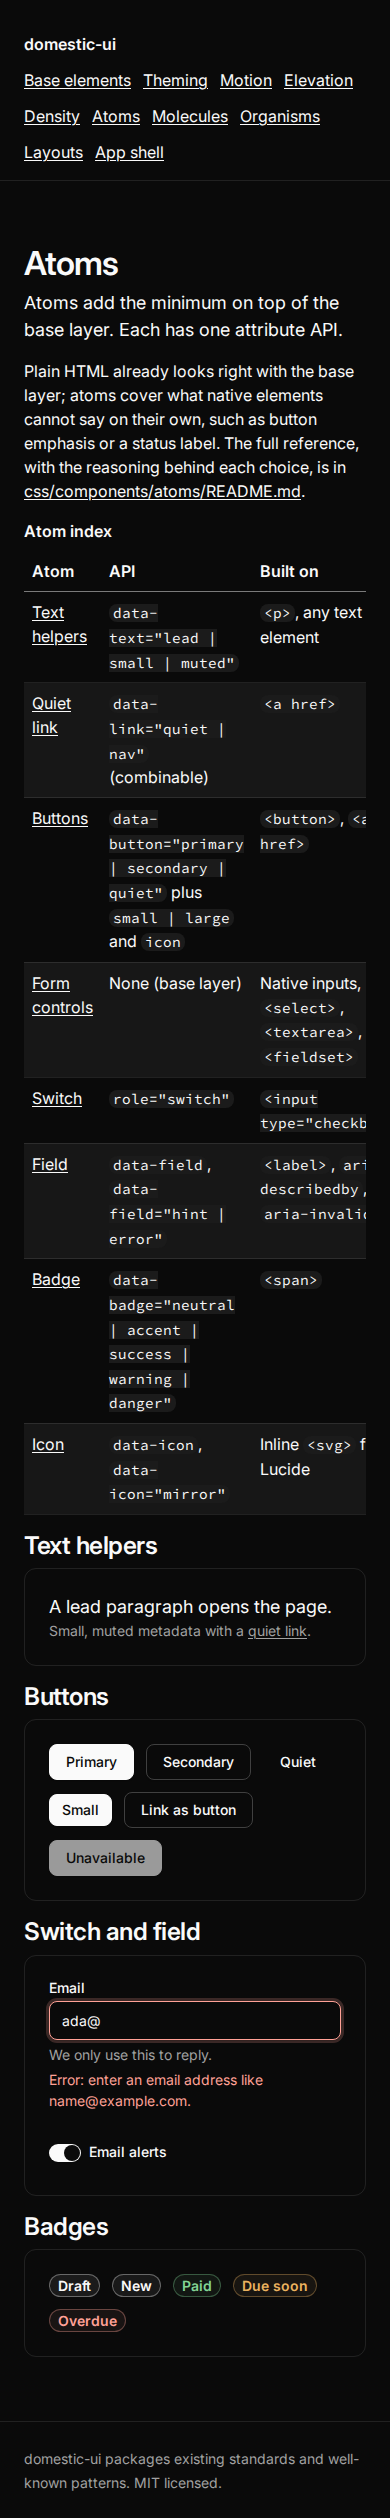 domestic-ui
Base elements Theming Motion Elevation
Density Atoms Molecules Organisms
Layouts App shell
Atoms
Atoms add the minimum on top of the
base layer. Each has one attribute API.
Plain HTML already looks right with the base
layer; atoms cover what native elements
cannot say on their own, such as button
emphasis or a status label. The full reference,
with the reasoning behind each choice, is in
css/components/atoms/README.md.
Atom index
Atom API Built on
Text helpers
data-text="lead | small | muted"
<p>, any text element
Quiet link
data-link="quiet | nav" (combinable)
<a href>
Buttons
data-button="primary | secondary | quiet" plus small | large and icon
<button>, <a href>
Form controls
None (base layer)
Native inputs, <select>, <textarea>, <fieldset>
Switch
role="switch"
<input type="checkb
Field
data-field, data-field="hint | error"
<label>, ari
describedby,
aria-invalid
Badge
data-badge="neutral | accent | success | warning | danger"
<span>
Icon
data-icon, data-icon="mirror"
Inline <svg> f
Lucide
Text helpers
A lead paragraph opens the page.
Small, muted metadata with a quiet link.
Buttons
Primary Secondary Quiet
Small Link as button
Unavailable
Switch and field
Email
ada@
We only use this to reply.
Error: enter an email address like
name@example.com.
Email alerts
Badges
Draft New Paid Due soon
Overdue
domestic-ui packages existing standards and well-
known patterns. MIT licensed.